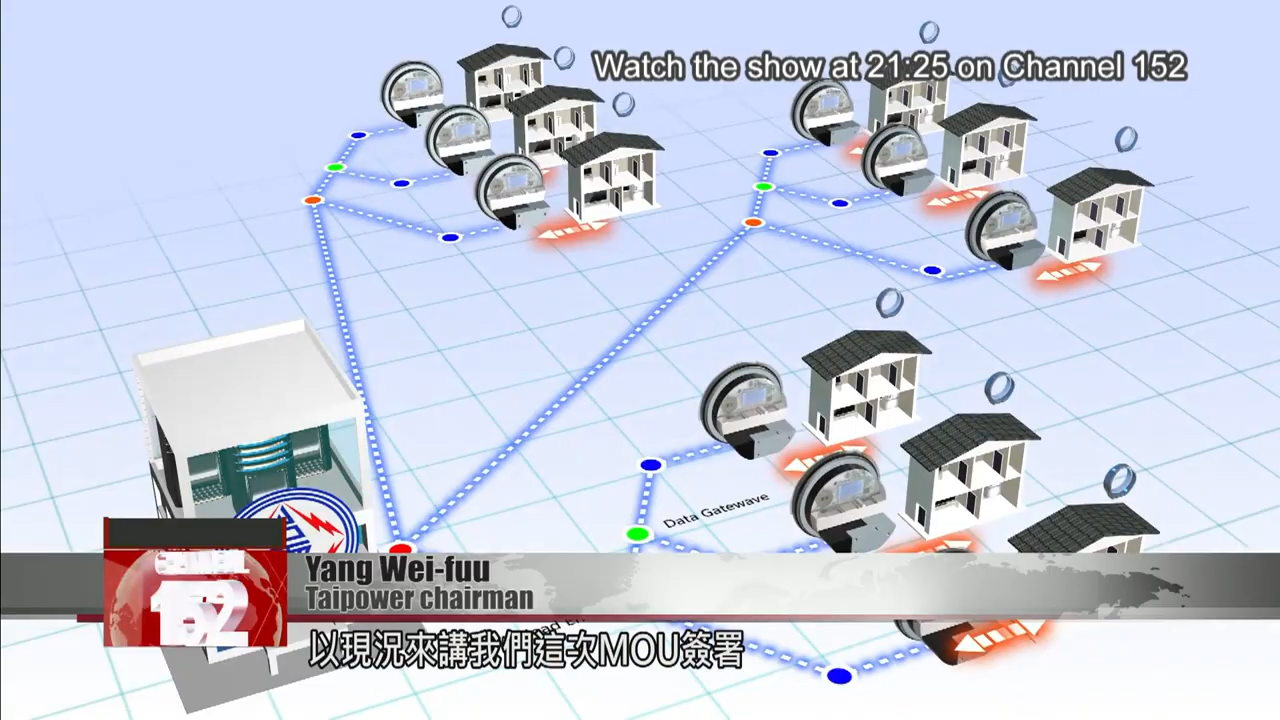 Watch the show at 21:25 on Channel 152
Data Gatewave
Yang Wei-fuu
Taipower chairman
152
以現況來講我們這次MOU簽署